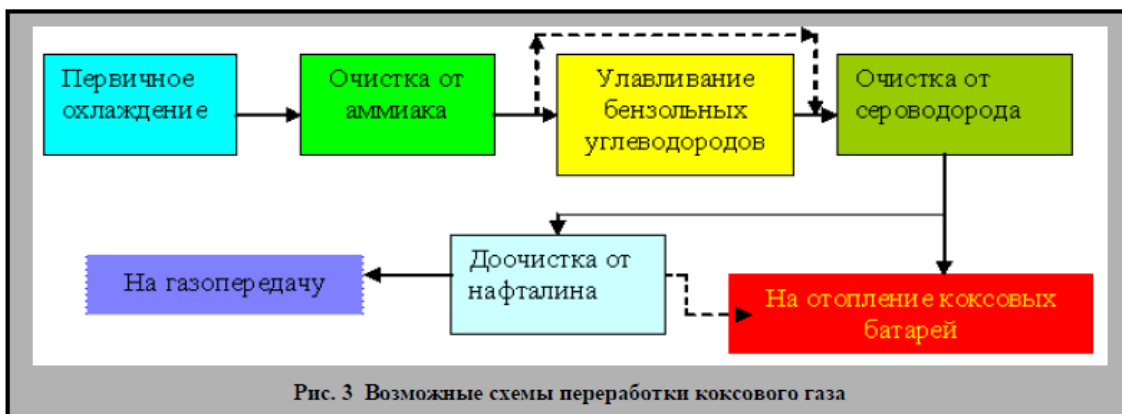 Первичное
охлаждение
Очистка от
аммиака
Улавливание
бензольных
углеводородов
Очистка от
сероводорода
На газопередачу
Доочистка от
нафталина
На отопление коксовых
батарей
Рис. 3 Возможные схемы переработки коксового газа